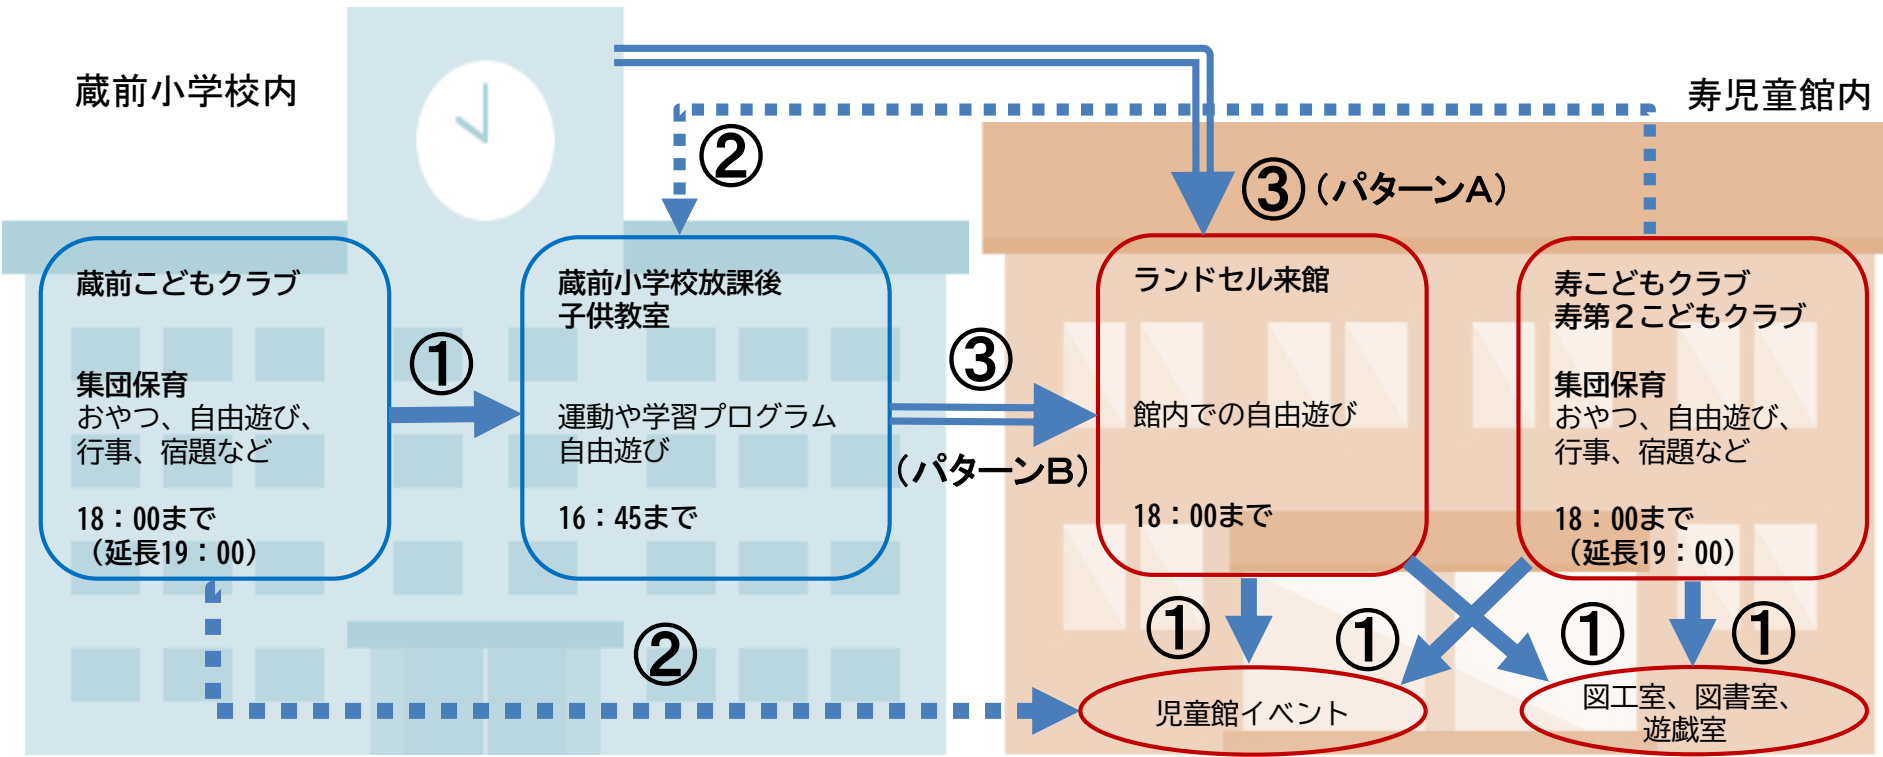 蔵前小学校内
寿児童館内
②
③（パターンA）
蔵前こどもクラブ
集団保育
おやつ、自由遊び、
行事、宿題など
18：00まで
（延長19：00）
①
蔵前小学校放課後
子供教室
運動や学習プログラム
自由遊び
16：45まで
③
（パターンB）
ランドセル来館
館内での自由遊び
18：00まで
寿こどもクラブ
寿第２こどもクラブ
集団保育
おやつ、自由遊び、
行事、宿題など
18：00まで
（延長19：00）
②
①
①
①
①
児童館イベント
図工室、図書室、
遊戯室